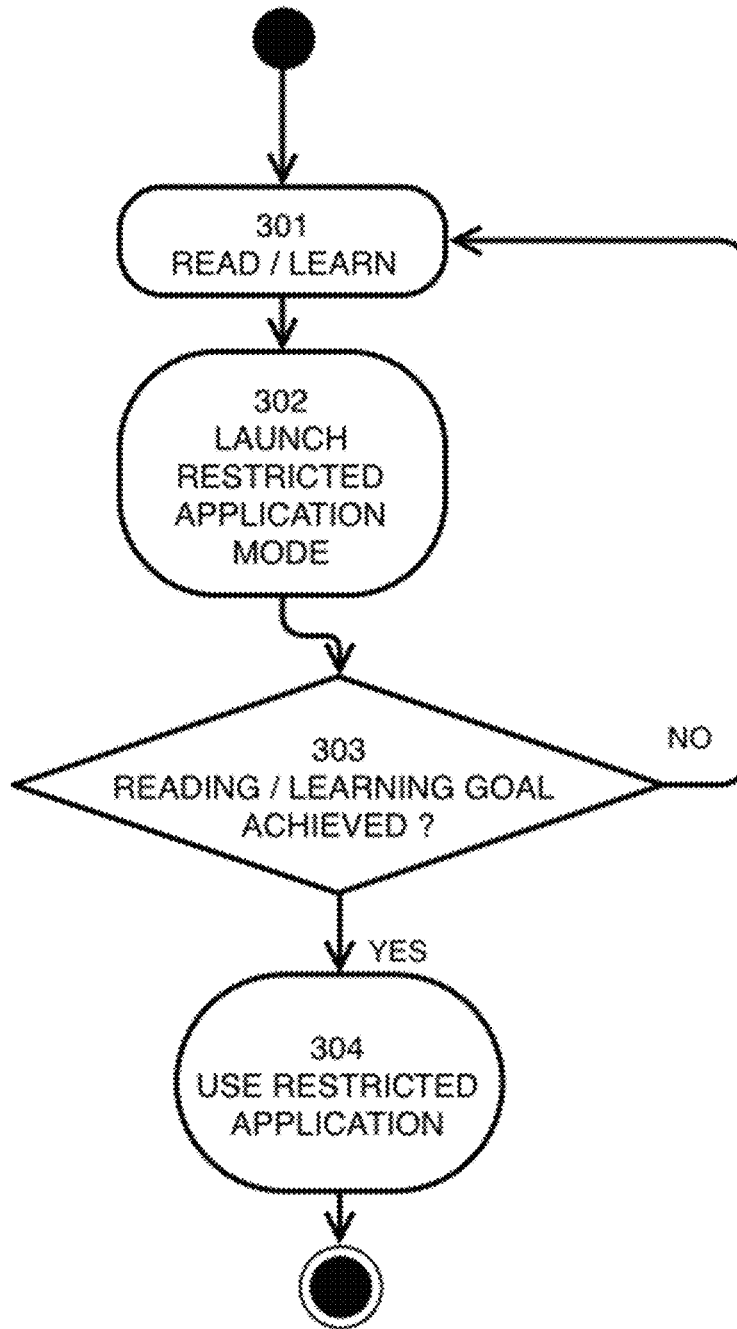 301
READ / LEARN
302
LAUNCH
RESTRICTED
APPLICATION
MODE
303
READING / LEARNING GOAL
ACHIEVED ?
NO
YES
304
USE RESTRICTED
APPLICATION